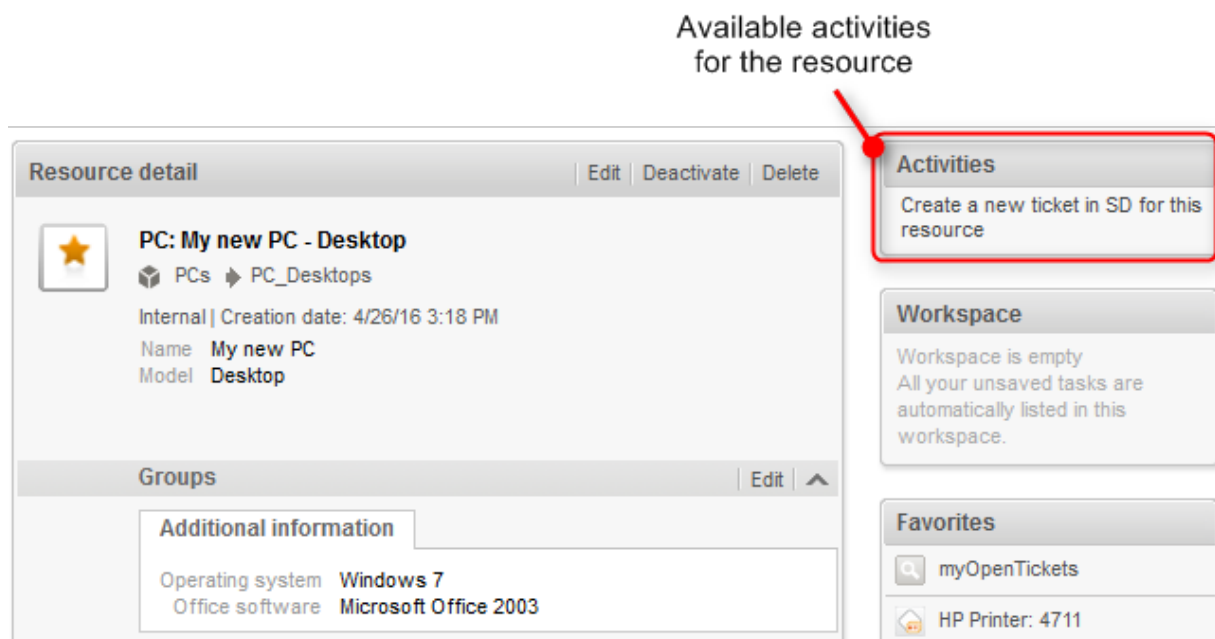 Available activities
for the resource
Resource detail
Edit
Deactivate
Delete
PC: My new PC - Desktop
PCs PC_Desktops
Internal | Creation date: 4/26/16 3:18 PM
Name My new PC
Model Desktop
Groups
Edit
Additional information
Operating system Windows 7
Office software Microsoft Office 2003
Activities
Create a new ticket in SD for this
resource
Workspace
Workspace is empty
All your unsaved tasks are
automatically listed in this
workspace.
Favorites
myOpenTickets
HP Printer: 4711